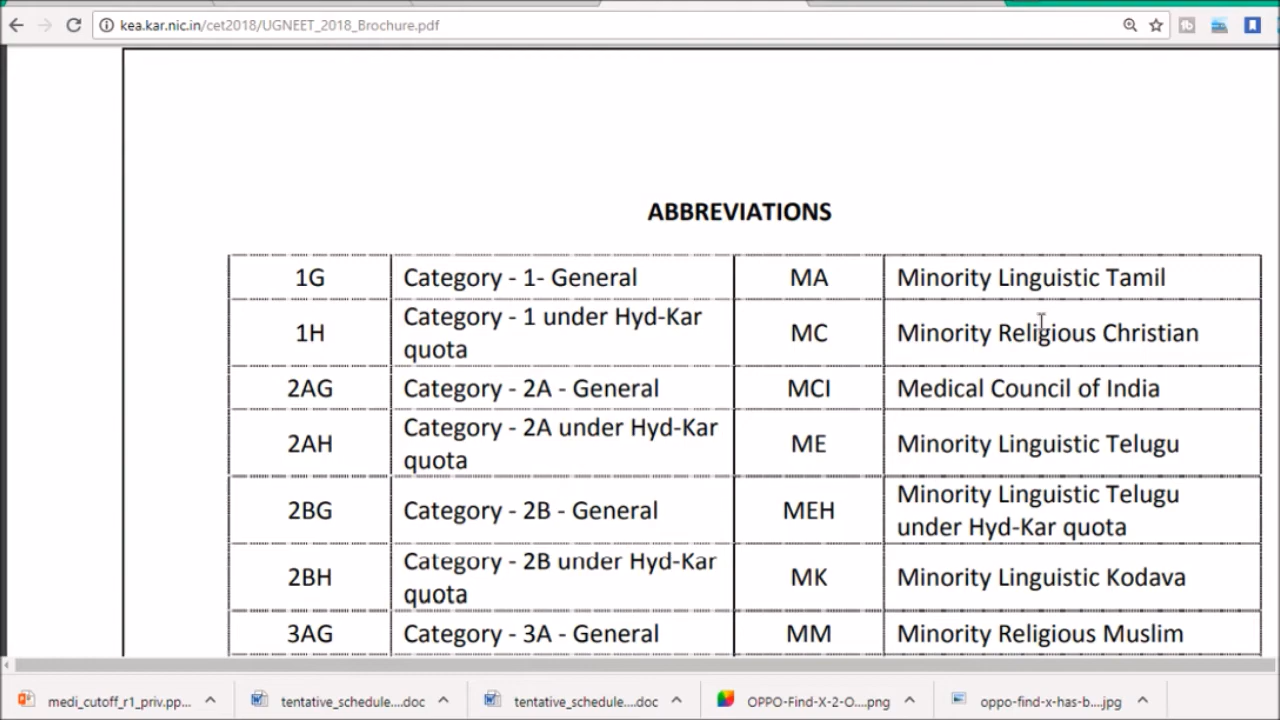 kea.kar.nic.in/cet2018/UGNEET_2018_Brochure.pdf
ABBREVIATIONS
1G Category - 1- General MA Minority Linguistic Tamil
1H Category - 1 under Hyd-Kar quota MC Minority Religious Christian
2AG Category - 2A - General MCI Medical Council of India
2AH Category - 2A under Hyd-Kar quota ME Minority Linguistic Telugu
2BG Category - 2B - General MEH Minority Linguistic Telugu under Hyd-Kar quota
2BH Category - 2B under Hyd-Kar quota MK Minority Linguistic Kodava
3AG Category - 3A - General MM Minority Religious Muslim
medi_cutoff_r1_priv.pp... tentative_schedule....doc tentative_schedule....doc OPPO-Find-X-2-O....png oppo-find-x-has-b....jpg